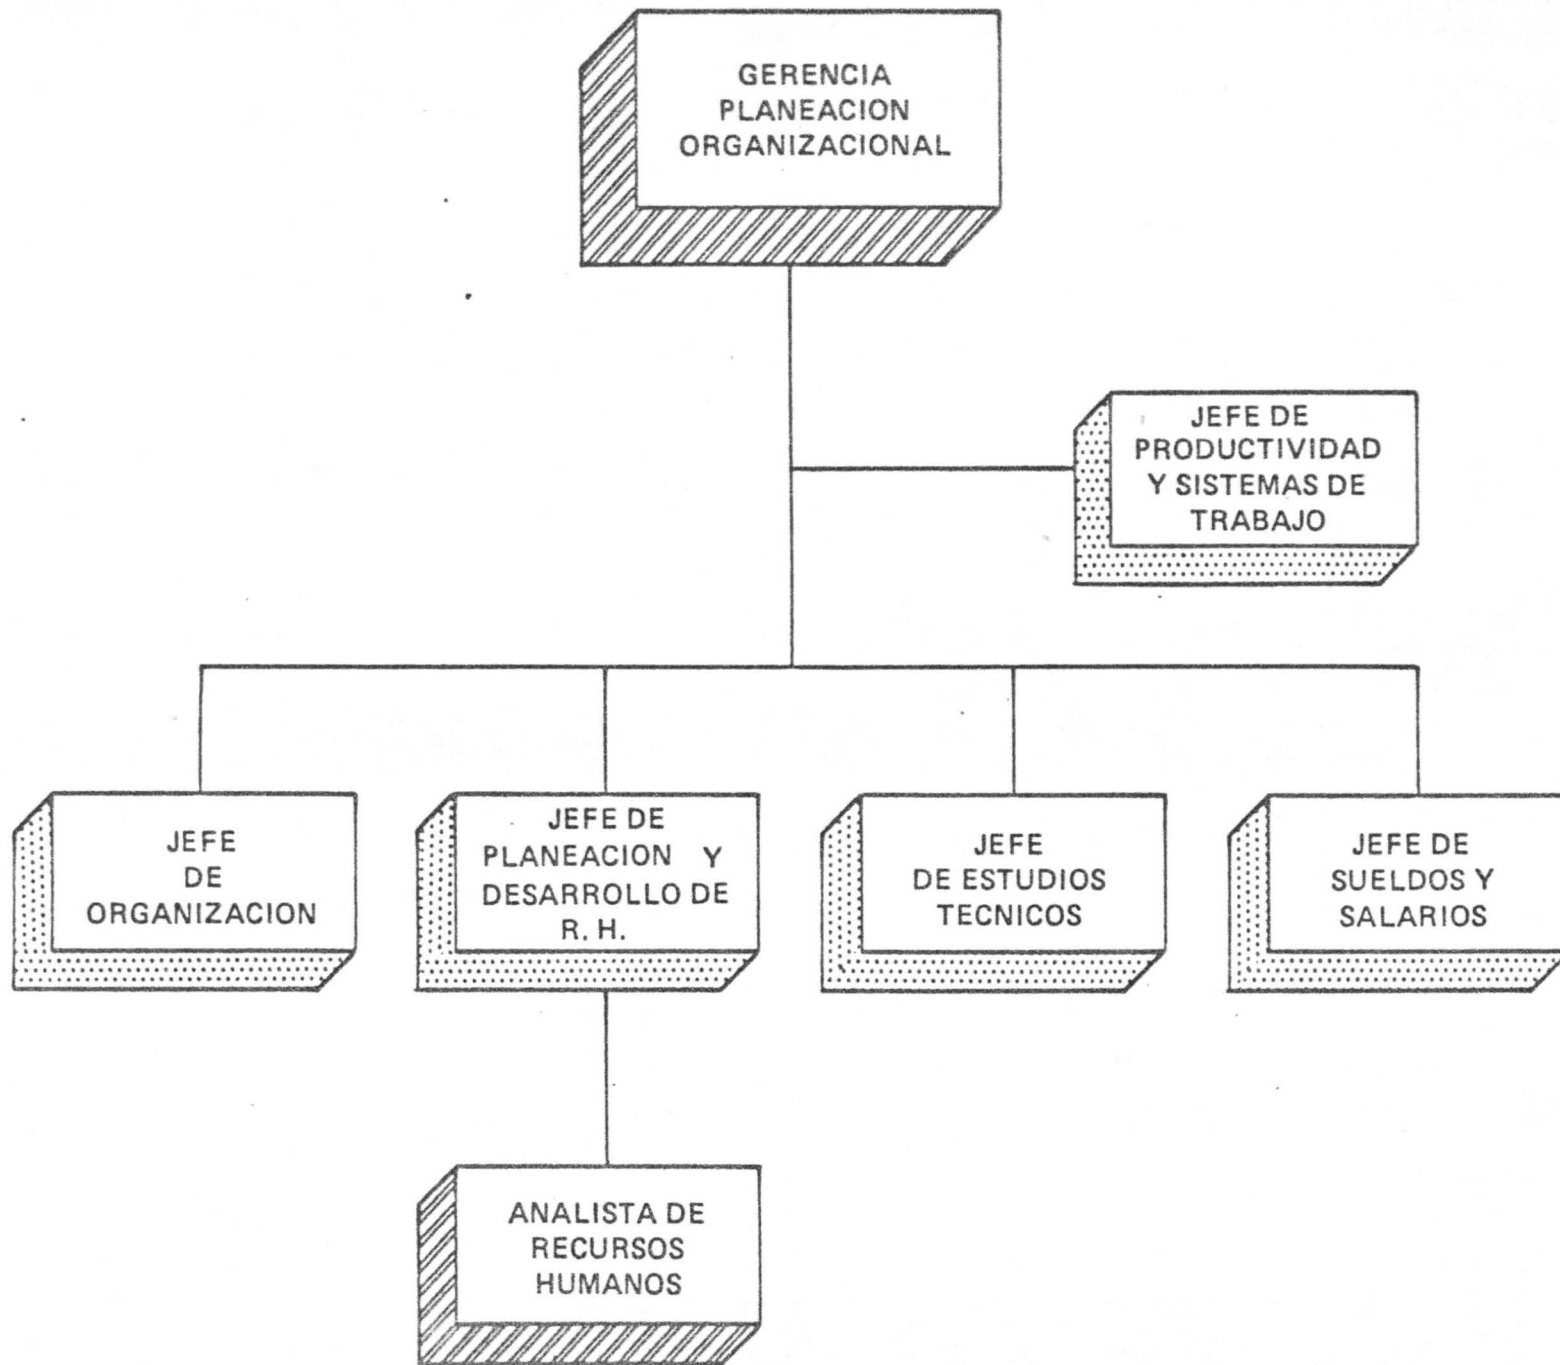 GERENCIA
PLANEACION
ORGANIZACIONAL
JEFE DE
PRODUCTIVIDAD
Y SISTEMAS DE
TRABAJO
JEFE
DE
ORGANIZACION
JEFE DE
PLANEACION Y
DESARROLLO DE
R. H.
JEFE
DE ESTUDIOS
TECNICOS
JEFE DE
SUELDOS Y
SALARIOS
ANALISTA DE
RECURSOS
HUMANOS